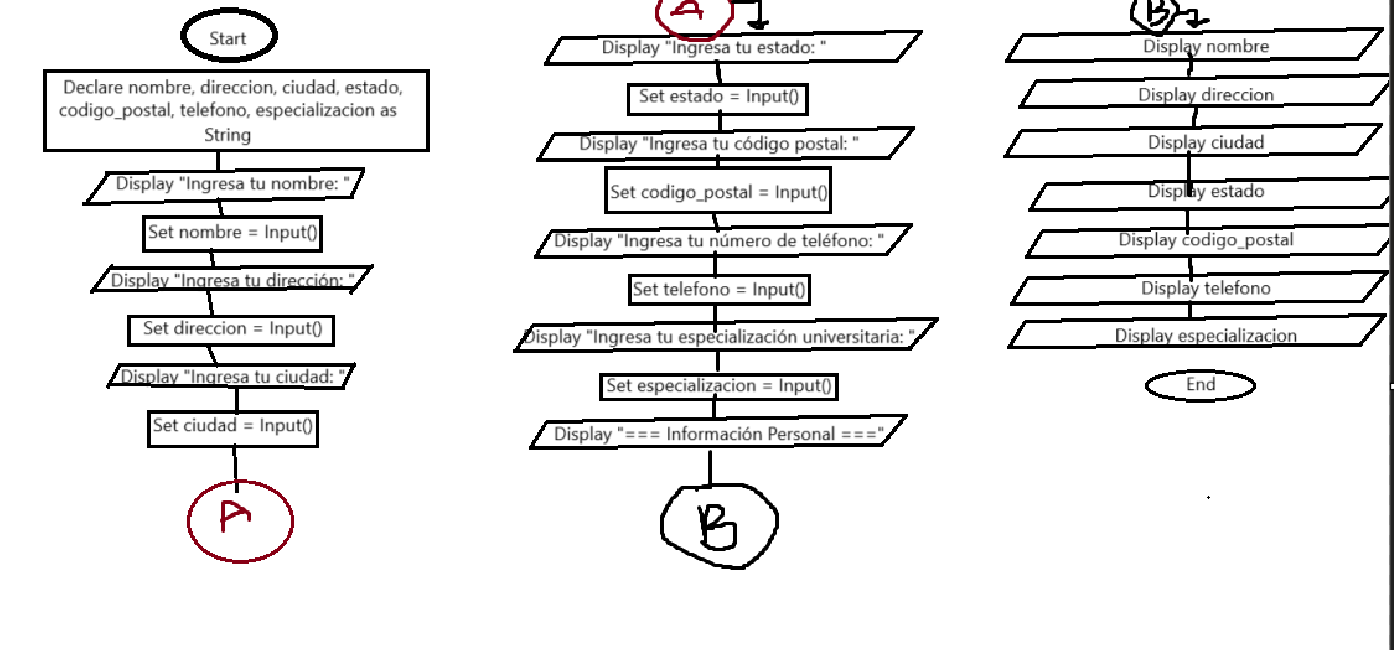 Start
Declare nombre, direccion, ciudad, estado,
codigo_postal, telefono, especializacion as
String
Display "Ingresa tu nombre: "
Set nombre = Input()
Display "Ingresa tu dirección: "
Set direccion = Input()
Display "Ingresa tu ciudad: "
Set ciudad = Input()
A
A
Display "Ingresa tu estado: "
Set estado = Input()
Display "Ingresa tu código postal: "
Set codigo_postal = Input()
Display "Ingresa tu número de teléfono: "
Set telefono = Input()
Display "Ingresa tu especialización universitaria: "
Set especializacion = Input()
Display "=== Información Personal ==="
B
B
Display nombre
Display direccion
Display ciudad
Display estado
Display codigo_postal
Display telefono
Display especializacion
End